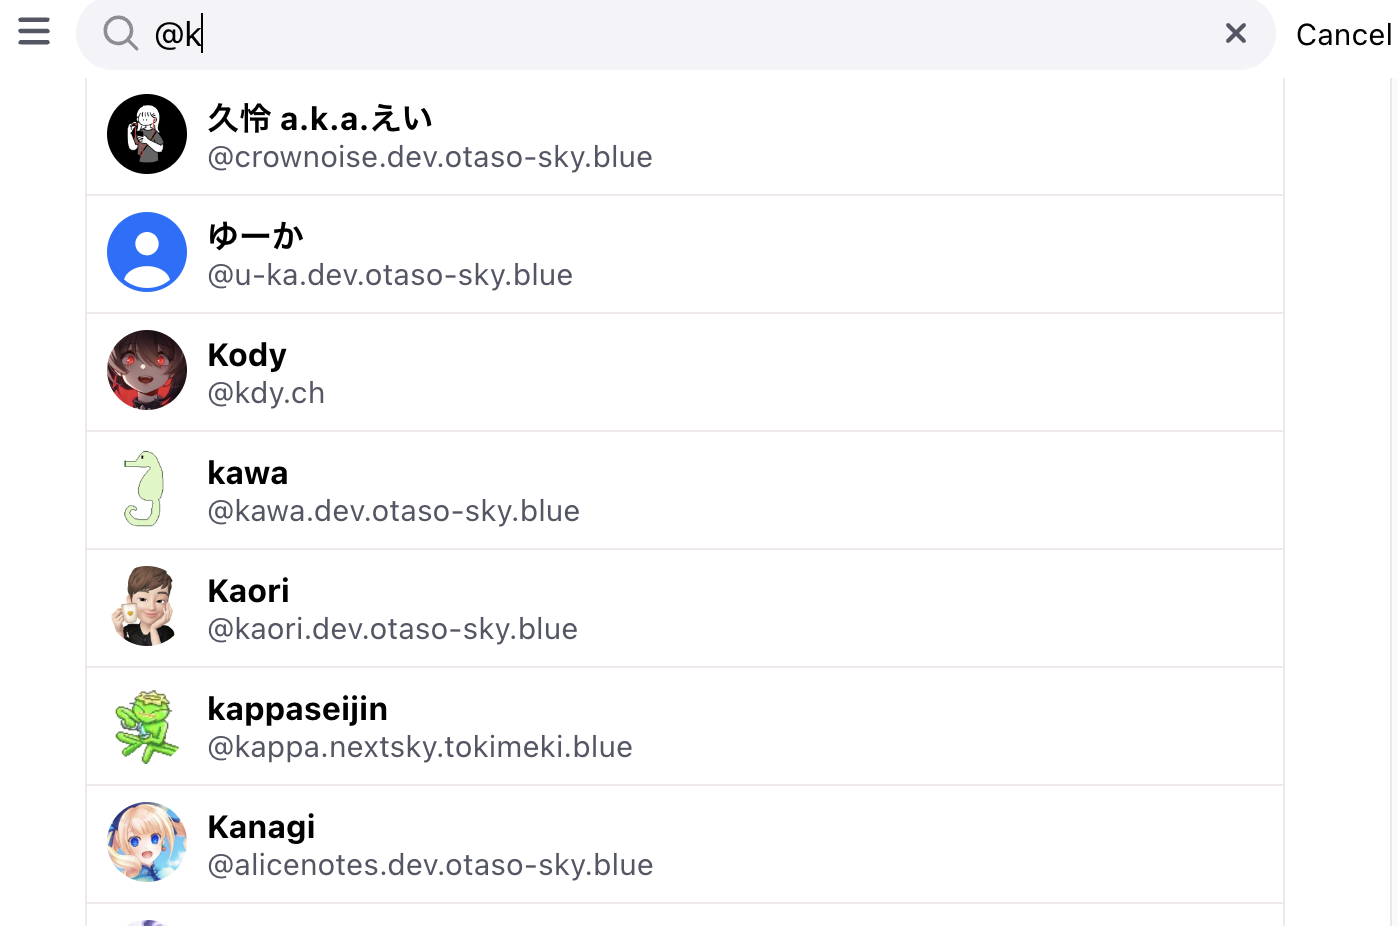 @k
Cancel
久怜 a.k.a.えい
@crownoise.dev.otaso-sky.blue
ゆーか
@u-ka.dev.otaso-sky.blue
Kody
@kdy.ch
kawa
@kawa.dev.otaso-sky.blue
Kaori
@kaori.dev.otaso-sky.blue
kappaseijin
@kappa.nextsky.tokimeki.blue
Kanagi
@alicenotes.dev.otaso-sky.blue